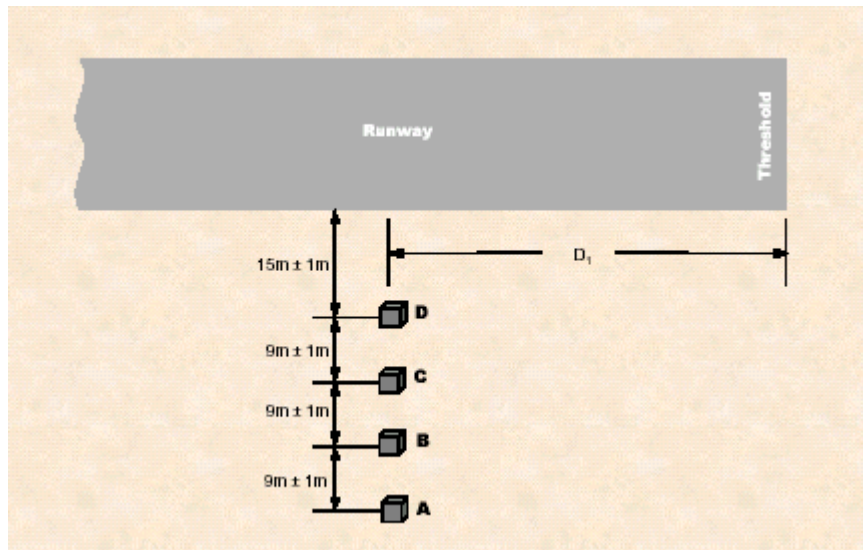 Runway
Threshold
15m ± 1m
D₁
D
9m ± 1m
C
9m ± 1m
B
9m ± 1m
A